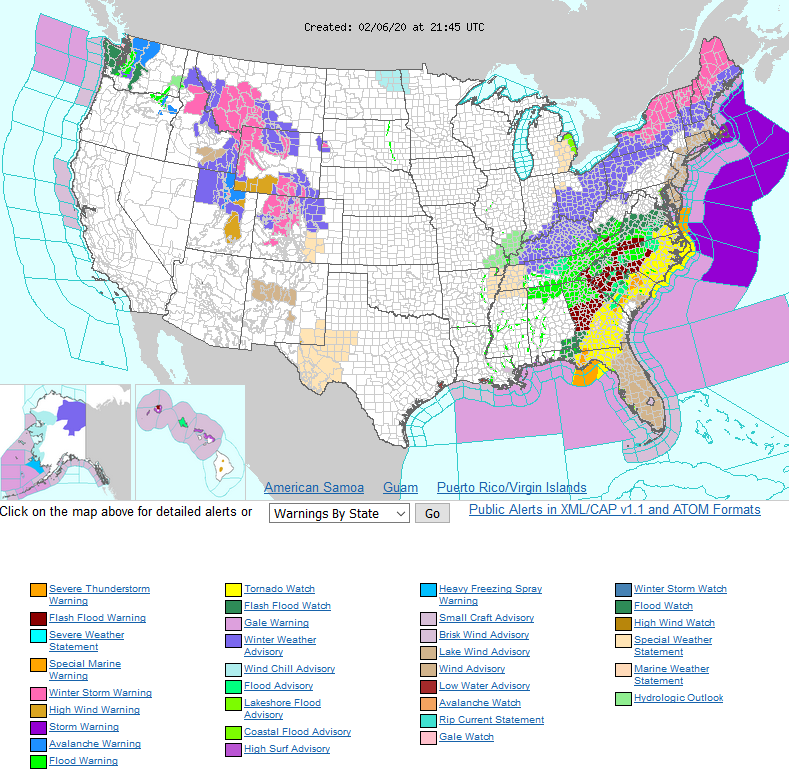 Created: 02/06/20 at 21:45 UTC
American Samoa Guam Puerto Rico/Virgin Islands
Click on the map above for detailed alerts or Warnings By State Go Public Alerts in XML/CAP v1.1 and ATOM Formats
Severe Thunderstorm
Warning
Flash Flood Warning
Severe Weather
Statement
Special Marine
Warning
Winter Storm Warning
High Wind Warning
Storm Warning
Avalanche Warning
Flood Warning
Tornado Watch
Flash Flood Watch
Gale Warning
Winter Weather
Advisory
Wind Chill Advisory
Flood Advisory
Lakeshore Flood
Advisory
Coastal Flood Advisory
High Surf Advisory
Heavy Freezing Spray
Warning
Small Craft Advisory
Brisk Wind Advisory
Lake Wind Advisory
Wind Advisory
Low Water Advisory
Avalanche Watch
Rip Current Statement
Gale Watch
Winter Storm Watch
Flood Watch
High Wind Watch
Special Weather
Statement
Marine Weather
Statement
Hydrologic Outlook